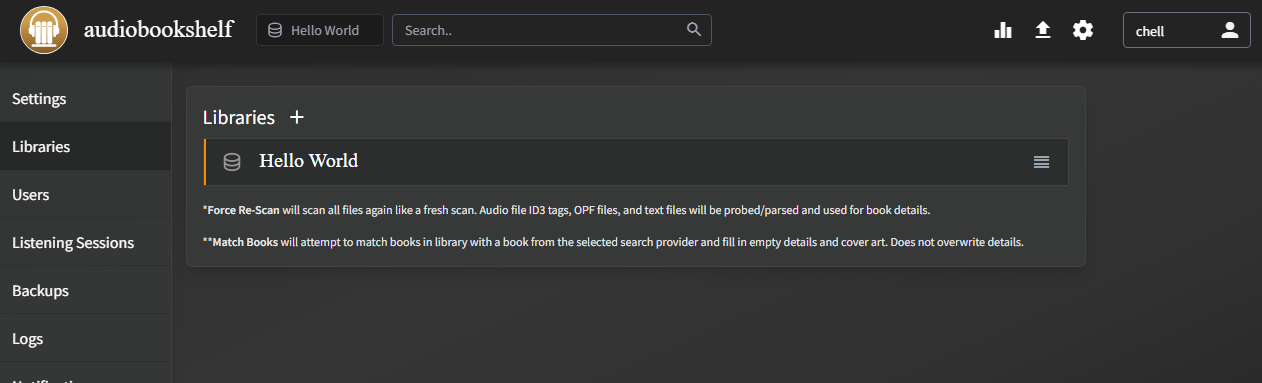 audiobookshelf Hello World Search.. chell
Settings
Libraries
Users
Listening Sessions
Backups
Logs
Libraries +
Hello World
*Force Re-Scan will scan all files again like a fresh scan. Audio file ID3 tags, OPF files, and text files will be probed/parsed and used for book details.
**Match Books will attempt to match books in library with a book from the selected search provider and fill in empty details and cover art. Does not overwrite details.